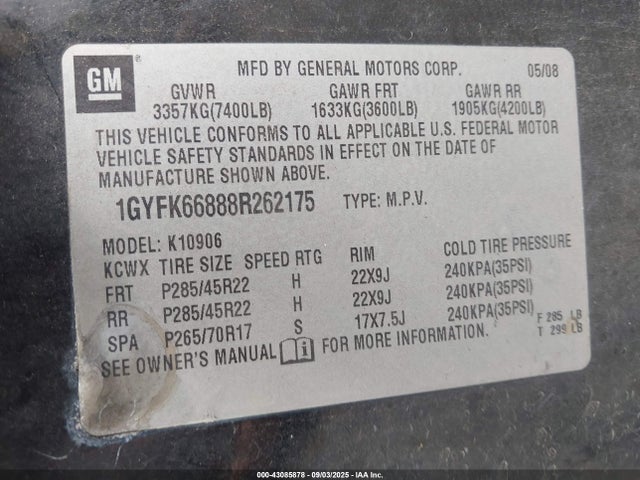 GM
MFD BY GENERAL MOTORS CORP. 05/08
GVWR GAWR FRT GAWR RR
3357KG(7400LB) 1633KG(3600LB) 1905KG(4200LB)
THIS VEHICLE CONFORMS TO ALL APPLICABLE U.S. FEDERAL MOTOR
VEHICLE SAFETY STANDARDS IN EFFECT ON THE DATE OF
MANUFACTURE SHOWN ABOVE.
1GYFK66888R262175 TYPE: M.P.V.
MODEL: K10906
KCWX TIRE SIZE SPEED RTG RIM COLD TIRE PRESSURE
FRT P285/45R22 H 22X9J 240KPA(35PSI)
RR P285/45R22 H 22X9J 240KPA(35PSI)
SPA P265/70R17 S 17X7.5J 240KPA(35PSI)
F 285 LB
T 299 LB
SEE OWNER'S MANUAL i FOR MORE INFORMATION.
000-43085878 - 09/03/2025 - IAA Inc.